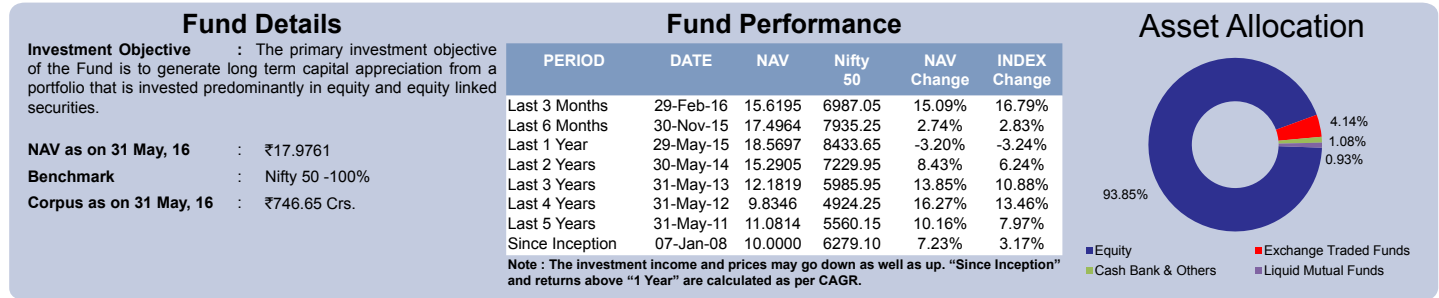 Fund Details
Investment Objective : The primary investment objective
of the Fund is to generate long term capital appreciation from a
portfolio that is invested predominantly in equity and equity linked
securities.
NAV as on 31 May, 16 : ₹17.9761
Benchmark : Nifty 50 -100%
Corpus as on 31 May, 16 : ₹746.65 Crs.
Fund Performance
PERIOD DATE NAV Nifty 50 NAV Change INDEX Change
Last 3 Months 29-Feb-16 15.6195 6987.05 15.09% 16.79%
Last 6 Months 30-Nov-15 17.4964 7935.25 2.74% 2.83%
Last 1 Year 29-May-15 18.5697 8433.65 -3.20% -3.24%
Last 2 Years 30-May-14 15.2905 7229.95 8.43% 6.24%
Last 3 Years 31-May-13 12.1819 5985.95 13.85% 10.88%
Last 4 Years 31-May-12 9.8346 4924.25 16.27% 13.46%
Last 5 Years 31-May-11 11.0814 5560.15 10.16% 7.97%
Since Inception 07-Jan-08 10.0000 6279.10 7.23% 3.17%
Note : The investment income and prices may go down as well as up. “Since Inception”
and returns above “1 Year” are calculated as per CAGR.
Asset Allocation
4.14%
1.08%
0.93%
93.85%
Equity Exchange Traded Funds
Cash Bank & Others Liquid Mutual Funds